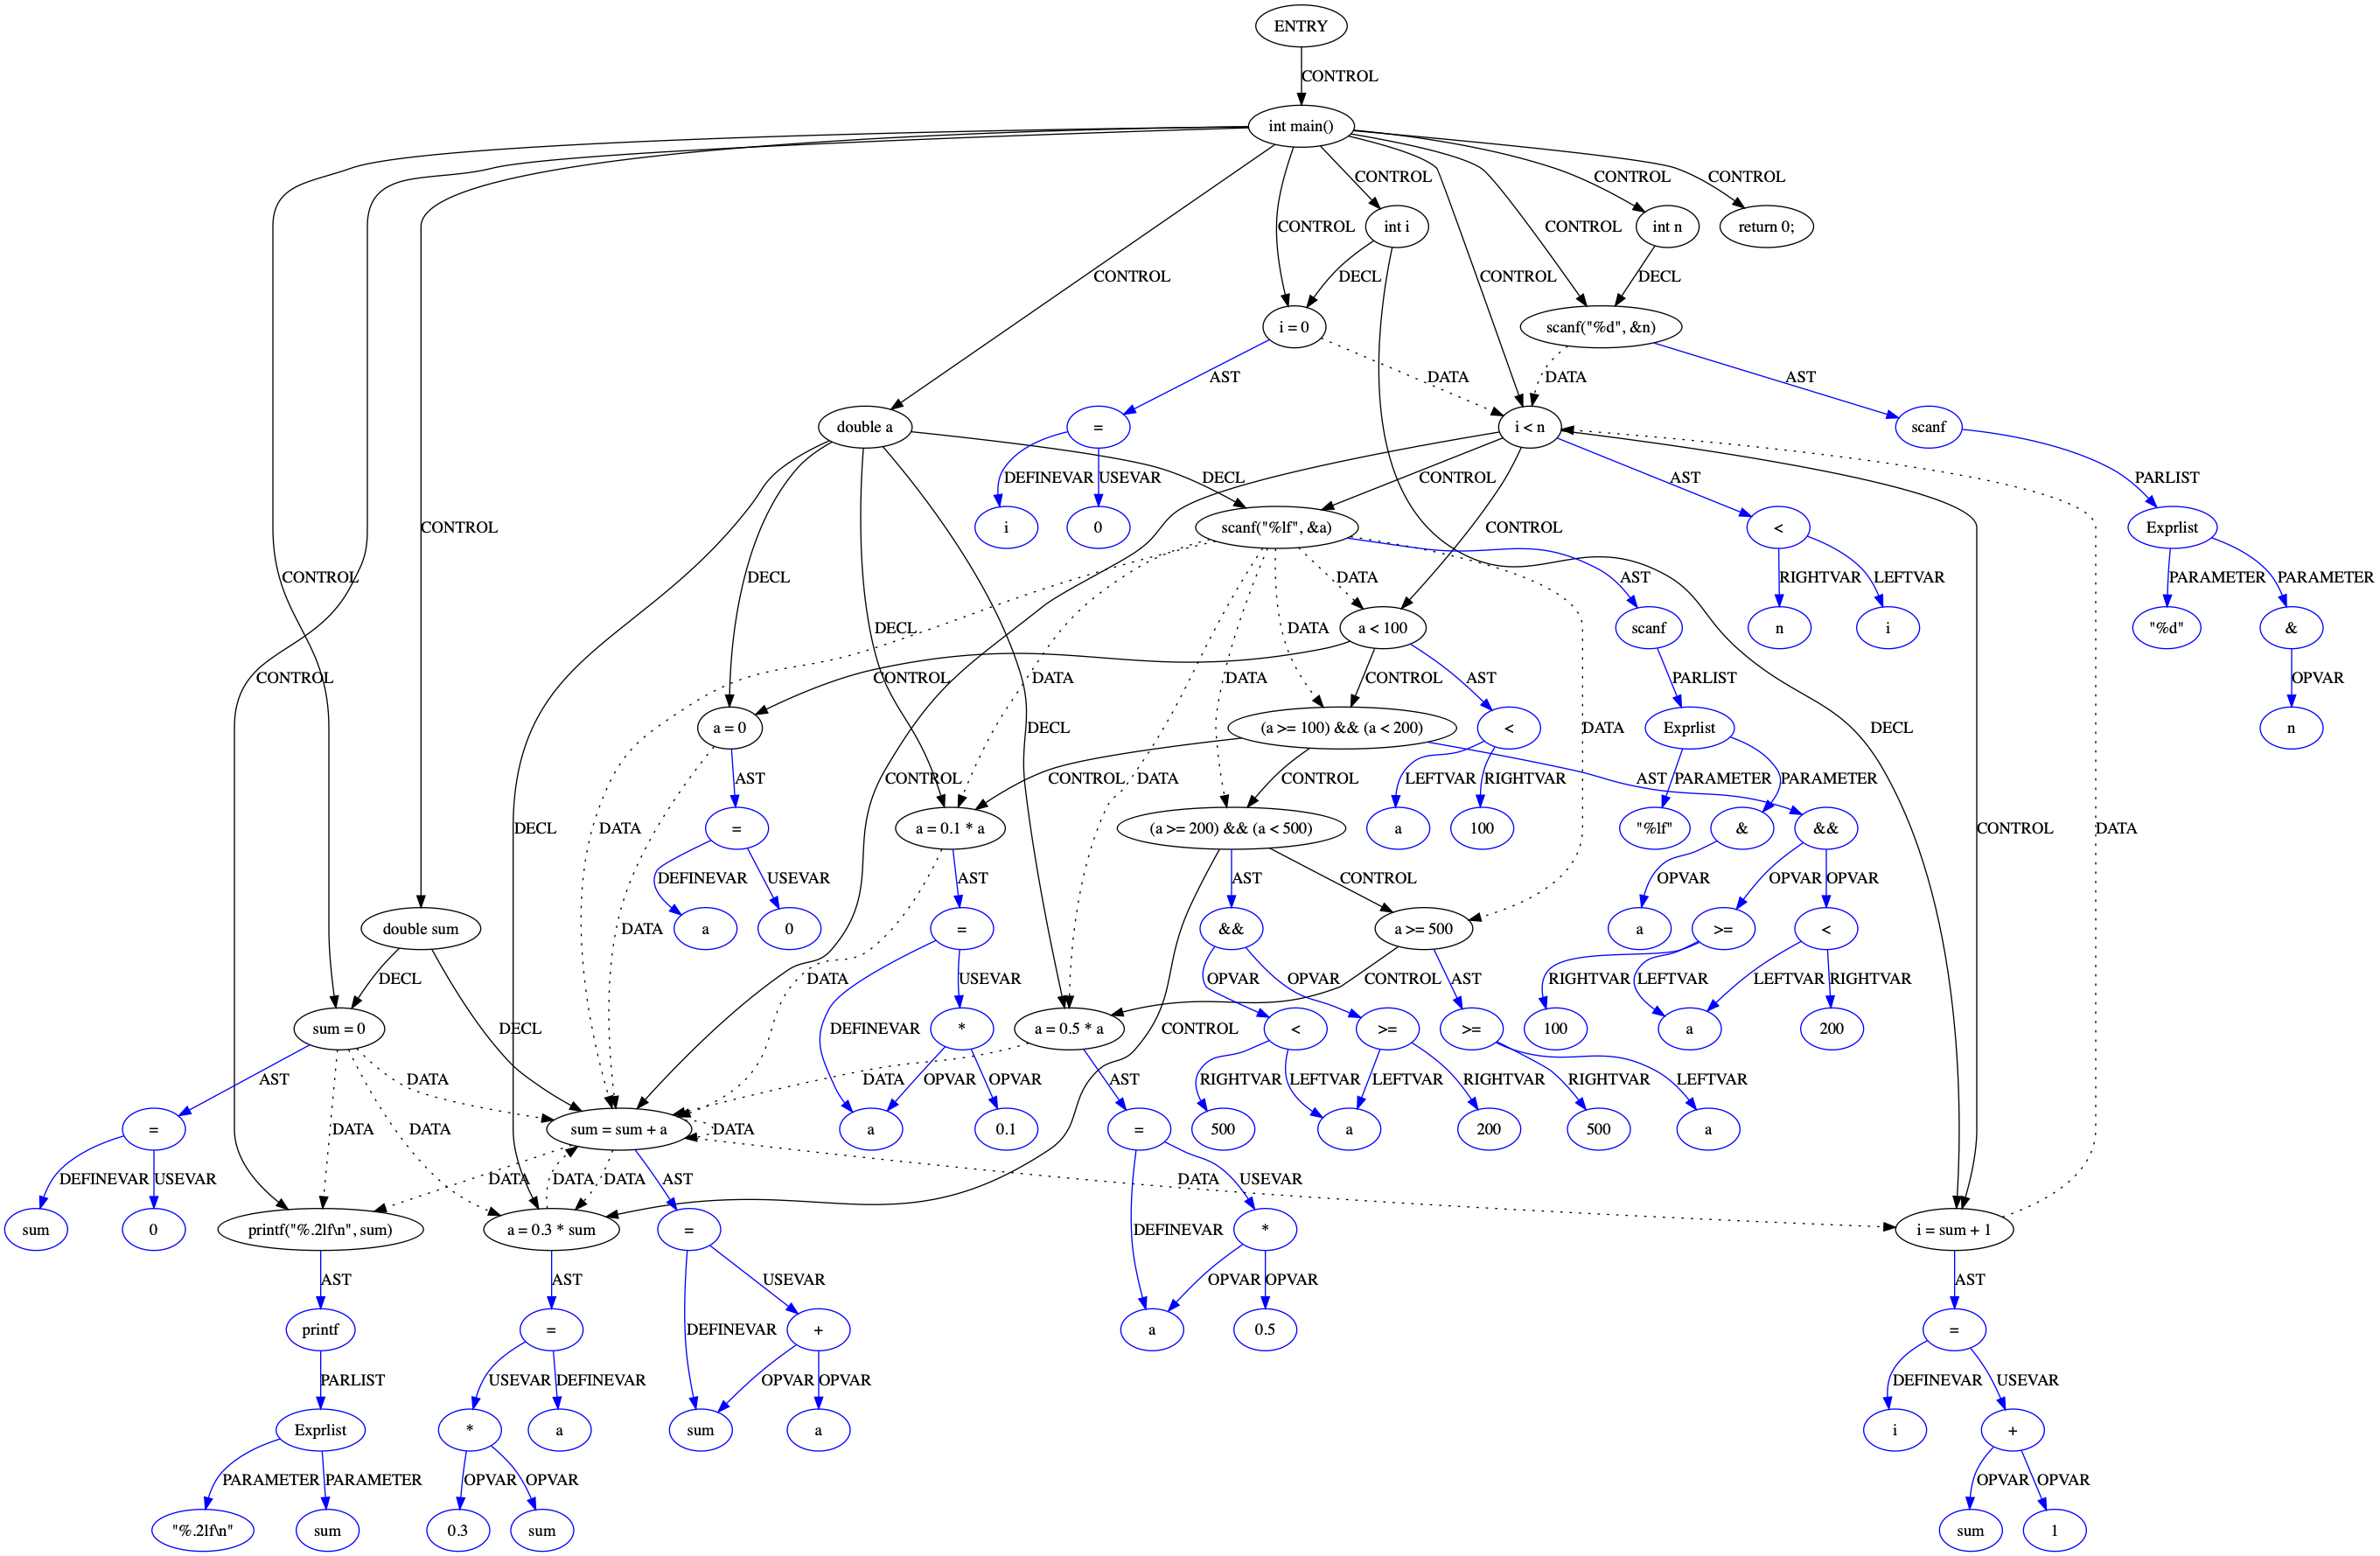 ENTRY
CONTROL
int main()
CONTROL
CONTROL
CONTROL
CONTROL
int i
int n
return 0;
CONTROL
CONTROL
CONTROL
DECL
CONTROL
DECL
i = 0
scanf("%d", &n)
AST
DATA
DATA
AST
double a
=
i < n
scanf
DECL
CONTROL
AST
PARLIST
DEFINEVAR
USEVAR
CONTROL
i
0
scanf("%lf", &a)
CONTROL
<
Exprlist
CONTROL
DECL
DATA
AST
RIGHTVAR
LEFTVAR
PARAMETER
PARAMETER
DECL
DATA
a < 100
scanf
n
i
"%d"
&
CONTROL
CONTROL
DATA
DATA
CONTROL
AST
PARLIST
OPVAR
a = 0
DECL
(a >= 100) && (a < 200)
<
DATA
Exprlist
DECL
n
AST
DATA
CONTROL
CONTROL
CONTROL
LEFTVAR
RIGHTVAR
AST
PARAMETER
PARAMETER
DECL
DATA
=
a = 0.1 * a
(a >= 200) && (a < 500)
a
100
"%lf"
&
&&
CONTROL
DATA
DEFINEVAR
USEVAR
AST
AST
CONTROL
OPVAR
OPVAR
OPVAR
double sum
DATA
a
0
=
&&
a >= 500
a
>=
<
DECL
DATA
USEVAR
OPVAR
OPVAR
CONTROL
AST
RIGHTVAR
LEFTVAR
LEFTVAR
RIGHTVAR
sum = 0
DECL
DEFINEVAR
*
a = 0.5 * a
CONTROL
<
>=
>=
100
a
200
AST
DATA
DATA
OPVAR
OPVAR
AST
RIGHTVAR
LEFTVAR
LEFTVAR
RIGHTVAR
RIGHTVAR
LEFTVAR
=
DATA
DATA
sum = sum + a
DATA
a
0.1
=
500
a
200
500
a
DEFINEVAR
USEVAR
DATA
DATA
DATA
AST
USEVAR
DATA
sum
0
printf("%.2lf\n", sum)
a = 0.3 * sum
=
DEFINEVAR
*
i = sum + 1
AST
AST
USEVAR
OPVAR
OPVAR
AST
printf
=
DEFINEVAR
+
a
0.5
=
PARLIST
USEVAR
DEFINEVAR
OPVAR
OPVAR
DEFINEVAR
USEVAR
Exprlist
*
a
sum
a
i
+
PARAMETER
PARAMETER
OPVAR
OPVAR
OPVAR
OPVAR
"%.2lf\n"
sum
0.3
sum
sum
1